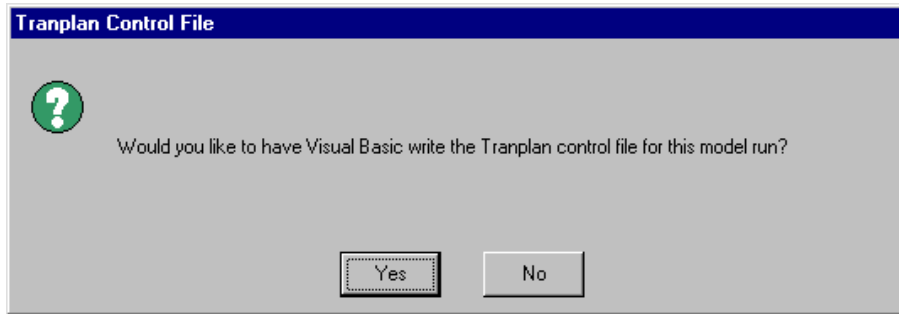 Tranplan Control File
Would you like to have Visual Basic write the Tranplan control file for this model run?
Yes No